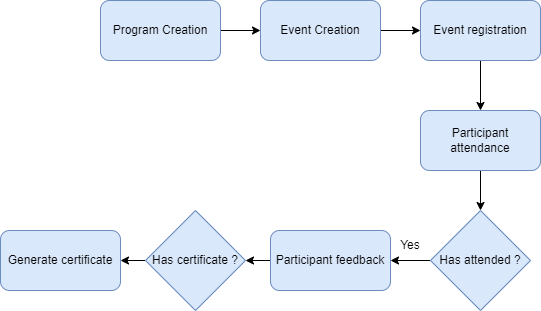 Program Creation
Event Creation
Event registration
Participant
attendance
Has attended ?
Yes
Participant feedback
Has certificate ?
Generate certificate